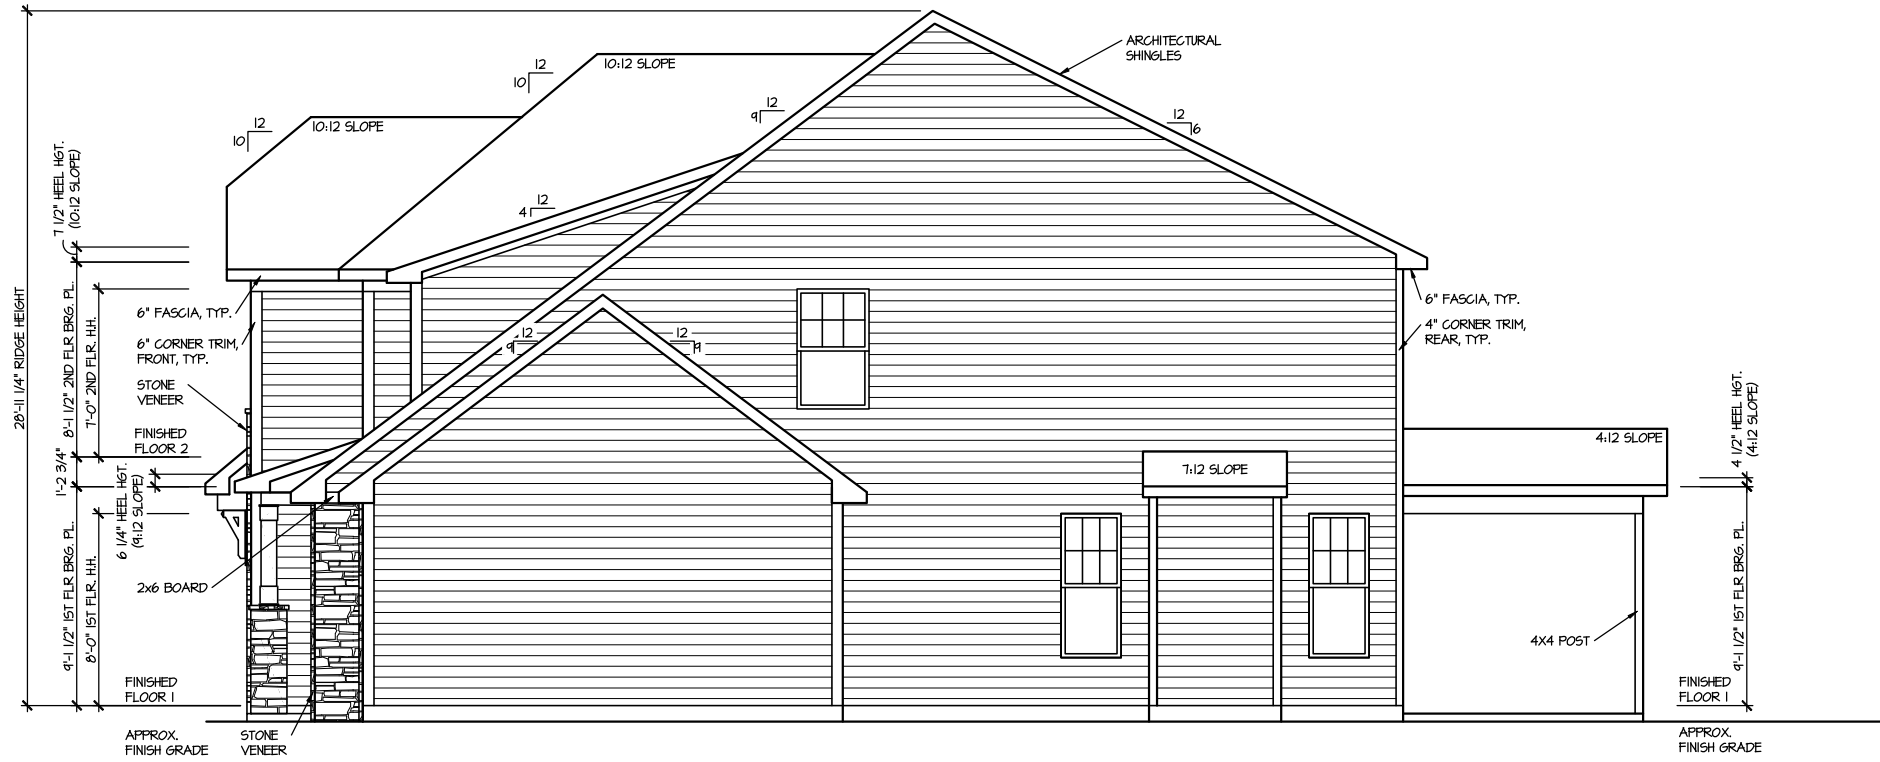 ARCHITECTURAL
SHINGLES
10:12 SLOPE
12
10
12
9
12
6
12
10
10:12 SLOPE
7 1/2" HEEL HGT.
(10:12 SLOPE)
12
4
28'-11 1/4" RIDGE HEIGHT
8'-1 1/2" 2ND FLR BRG. PL.
7'-0" 2ND FLR. H.H.
6" FASCIA, TYP.
6" CORNER TRIM,
FRONT, TYP.
STONE
VENEER
FINISHED
FLOOR 2
12
9
12
9
6" FASCIA, TYP.
4" CORNER TRIM,
REAR, TYP.
1'-2 3/4"
6 1/4" HEEL HGT.
(9:12 SLOPE)
7:12 SLOPE
4:12 SLOPE
4 1/2" HEEL HGT.
(4:12 SLOPE)
9'-1 1/2" 1ST FLR BRG. PL.
8'-0" 1ST FLR. H.H.
2x6 BOARD
4X4 POST
9'-1 1/2" 1ST FLR BRG. PL.
FINISHED
FLOOR 1
FINISHED
FLOOR 1
APPROX.
FINISH GRADE
STONE
VENEER
APPROX.
FINISH GRADE